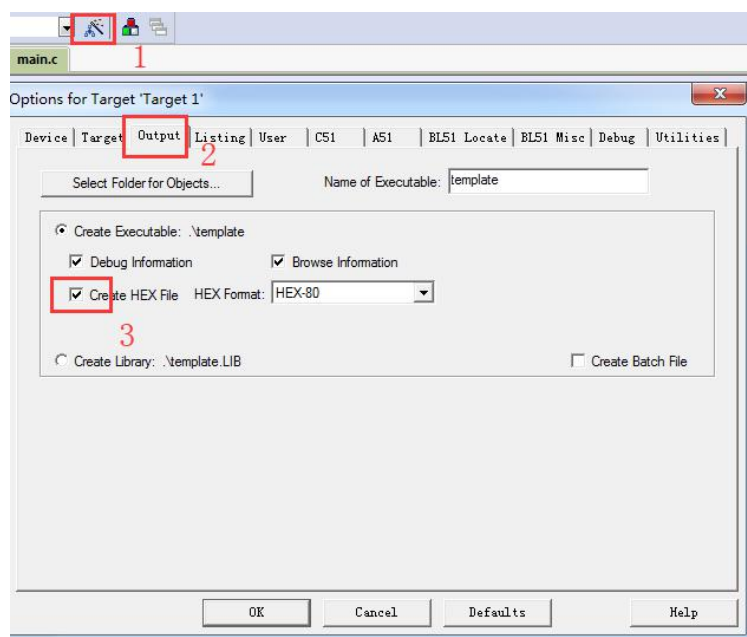 1
main.c
Options for Target 'Target 1'
Device Target Output Listing User C51 A51 BL51 Locate BL51 Misc Debug Utilities
2
Select Folder for Objects... Name of Executable: template
Create Executable: .\template
Debug Information Browse Information
Create HEX File HEX Format: HEX-80
3
Create Library: .\template.LIB Create Batch File
OK Cancel Defaults Help